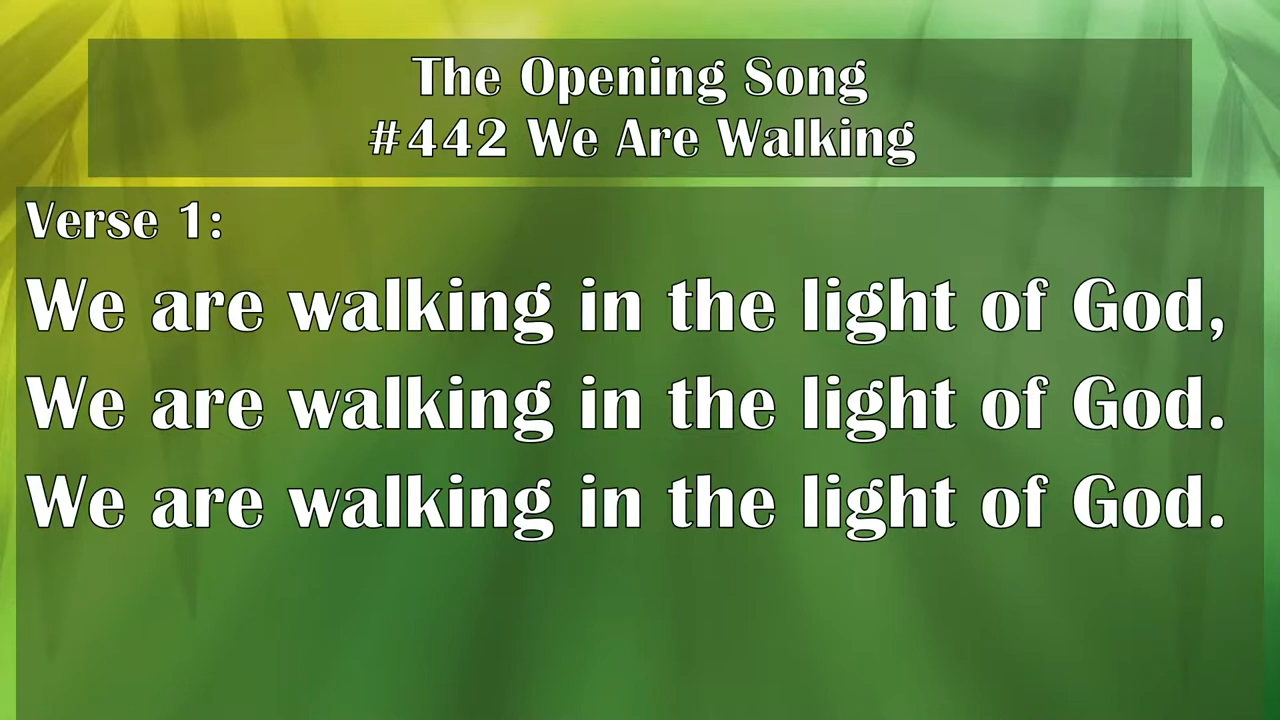 The Opening Song
#442 We Are Walking
Verse 1:
We are walking in the light of God,
We are walking in the light of God.
We are walking in the light of God.